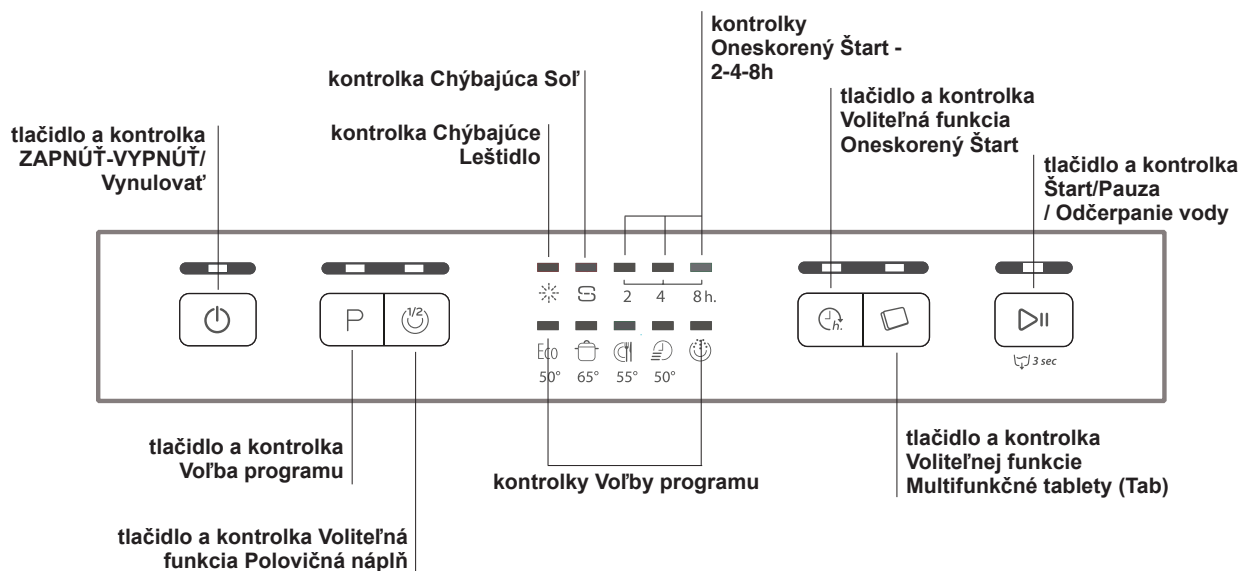 kontrolky
Oneskorený Štart -
2-4-8h
kontrolka Chýbajúca Soľ
tlačidlo a kontrolka
Voliteľná funkcia
Oneskorený Štart
kontrolka Chýbajúce
Leštidlo
tlačidlo a kontrolka
ZAPNÚŤ-VYPNÚŤ/
Vynulovať
tlačidlo a kontrolka
Štart/Pauza
/ Odčerpanie vody
2 4 8 h.
P 1/2 h.
Eco
50° 65° 55° 50°
3 sec
tlačidlo a kontrolka
Voľba programu
kontrolky Voľby programu
tlačidlo a kontrolka
Voliteľnej funkcie
Multifunkčné tablety (Tab)
tlačidlo a kontrolka Voliteľná
funkcia Polovičná náplň